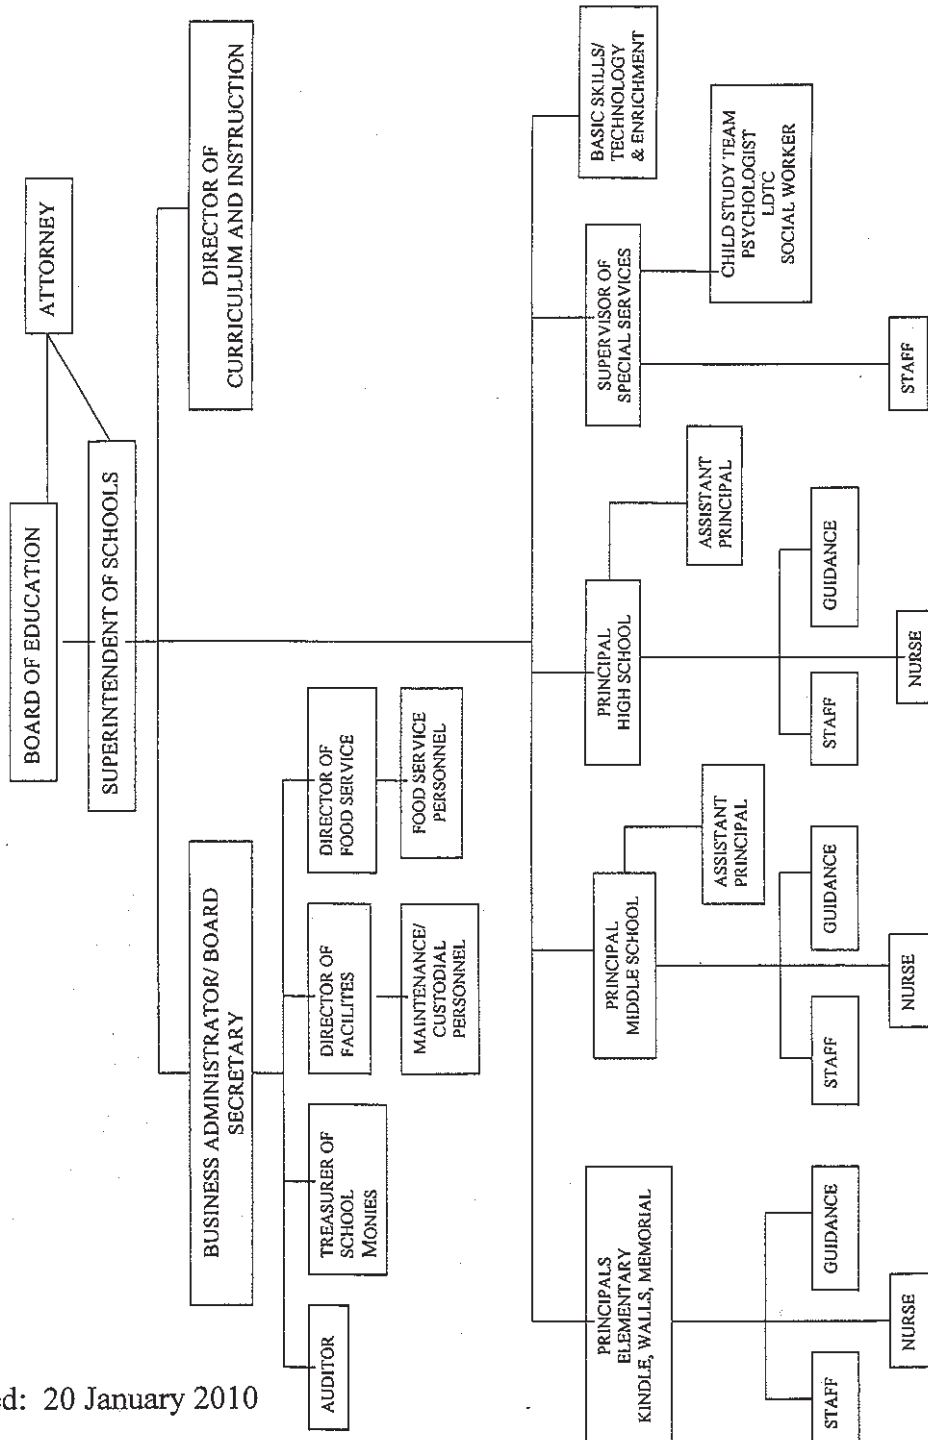 BOARD OF EDUCATION
ATTORNEY
SUPERINTENDENT OF SCHOOLS
BUSINESS ADMINISTRATOR/ BOARD
SECRETARY
DIRECTOR OF
CURRICULUM AND INSTRUCTION
AUDITOR
TREASURER OF
SCHOOL
MONIES
DIRECTOR OF
FACILITES
DIRECTOR OF
FOOD SERVICE
MAINTENANCE/
CUSTODIAL
PERSONNEL
FOOD SERVICE
PERSONNEL
PRINCIPALS
ELEMENTARY
KINDLE, WALLS, MEMORIAL
PRINCIPAL
MIDDLE SCHOOL
PRINCIPAL
HIGH SCHOOL
SUPERVISOR OF
SPECIAL SERVICES
BASIC SKILLS/
TECHNOLOGY
& ENRICHMENT
ASSISTANT
PRINCIPAL
ASSISTANT
PRINCIPAL
CHILD STUDY TEAM
PSYCHOLOGIST
LDTC
SOCIAL WORKER
STAFF
GUIDANCE
NURSE
STAFF
GUIDANCE
NURSE
STAFF
GUIDANCE
NURSE
STAFF
20 January 2010